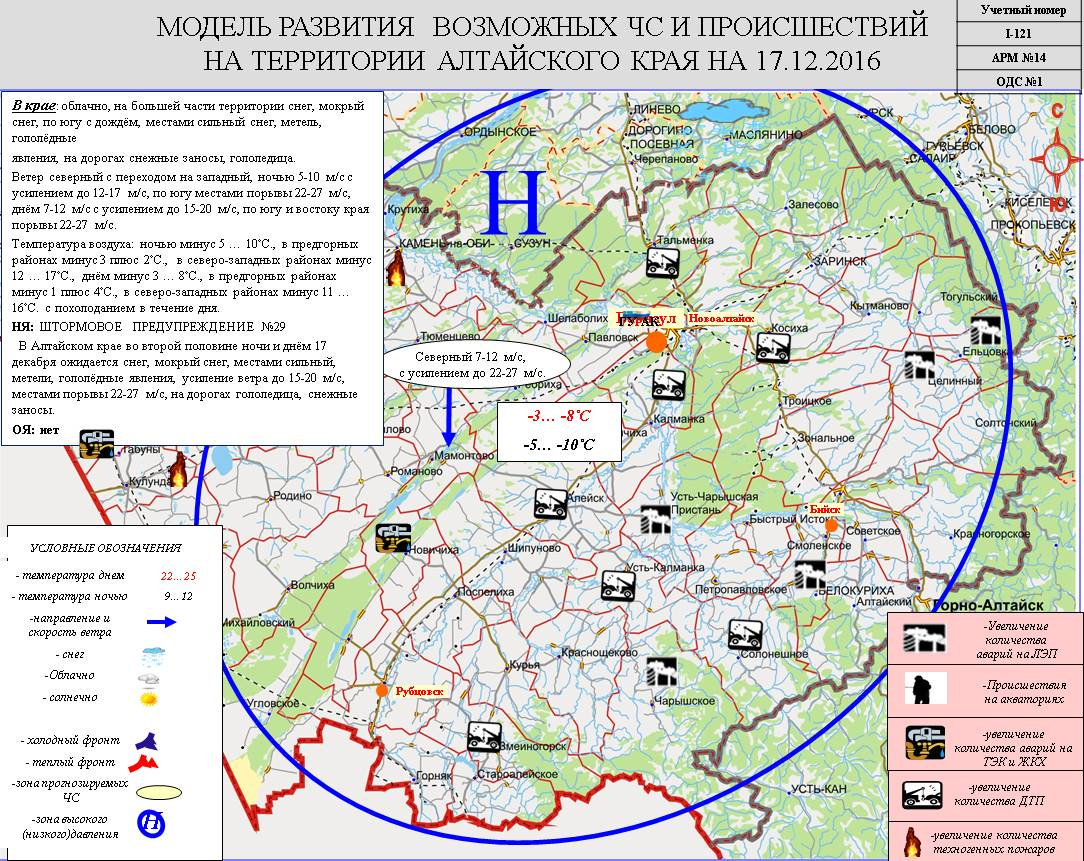 МОДЕЛЬ РАЗВИТИЯ ВОЗМОЖНЫХ ЧС И ПРОИСШЕСТВИЙ
НА ТЕРРИТОРИИ АЛТАЙСКОГО КРАЯ НА 17.12.2016
Учетный номер
I-121
АРМ №14
ОДС №1
В крае: облачно, на большей части территории снег, мокрый
снег, по югу с дождём, местами сильный снег, метель,
гололёдные
явления, на дорогах снежные заносы, гололедица.
Ветер северный с переходом на западный, ночью 5-10 м/с с
усилением до 12-17 м/с, по югу местами порывы 22-27 м/с,
днём 7-12 м/с с усилением до 15-20 м/с, по югу и востоку края
порывы 22-27 м/с.
Температура воздуха: ночью минус 5 … 10˚С., в предгорных
районах минус 3 плюс 2˚С., в северо-западных районах минус
12 … 17˚С., днём минус 3 … 8˚С., в предгорных районах
минус 1 плюс 4˚С., в северо-западных районах минус 11 …
16˚С. с похолоданием в течение дня.
НЯ: ШТОРМОВОЕ ПРЕДУПРЕЖДЕНИЕ №29
В Алтайском крае во второй половине ночи и днём 17
декабря ожидается снег, мокрый снег, местами сильный,
метели, гололёдные явления, усиление ветра до 15-20 м/с,
местами порывы 22-27 м/с, на дорогах гололедица, снежные
заносы.
ОЯ: нет
С
Ю
Н
ЛИНЕВО
ОРДЫНСКОЕ
ДОРОГИНО
ПОСЕВНАЯ
МАСЛЯНИНО
Черепаново
БЕЛОВО
ГУРЬЕВСК
САЛАИР
КИСЕЛЕВСК
ПРОКОПЬЕВСК
Крутиха
Залесово
КАМЕНЬ-на-ОБИ
СУЗУН
Тальменка
ЗАРИНСК
Тогульский
Кытманово
Шелаболиха
Новоалтайск
Косиха
Павловск
Тюменцево
Ельцовка
Целинный
Северный 7-12 м/с,
с усилением до 22-27 м/с.
-3… -8˚С
-5… -10˚С
Калманка
Троицкое
Солтонский
Зональное
Мамонтово
Романово
Табуны
Кулунда
Родино
Алейск
Усть-Чарышская
Пристань
Бийск
Быстрый Исток
Советское
Смоленское
Красногорское
Новичиха
Шипуново
Усть-Калманка
Петропавловское
БЕЛОКУРИХА
Алтайский
Горно-Алтайск
Волчиха
Поспелиха
Михайловский
Краснощеково
Солонешное
Курья
Рубцовск
Угловское
Чарышское
Змеиногорск
Горняк
Староалейское
УСТЬ-КАН
УСЛОВНЫЕ ОБОЗНАЧЕНИЯ
- температура днем 22…25
- температура ночью 9…12
-направление и
скорость ветра
- снег
-Облачно
- солнечно
- холодный фронт
- теплый фронт
-зона прогнозируемых
ЧС
-зона высокого
(низкого)давления
Н
-Увеличение
количества
аварий на ЛЭП
-Происшествия
на акваториях
-увеличение
количества аварий на
ТЭК и ЖКХ
-увеличение
количества ДТП
-увеличение количества
техногенных пожаров